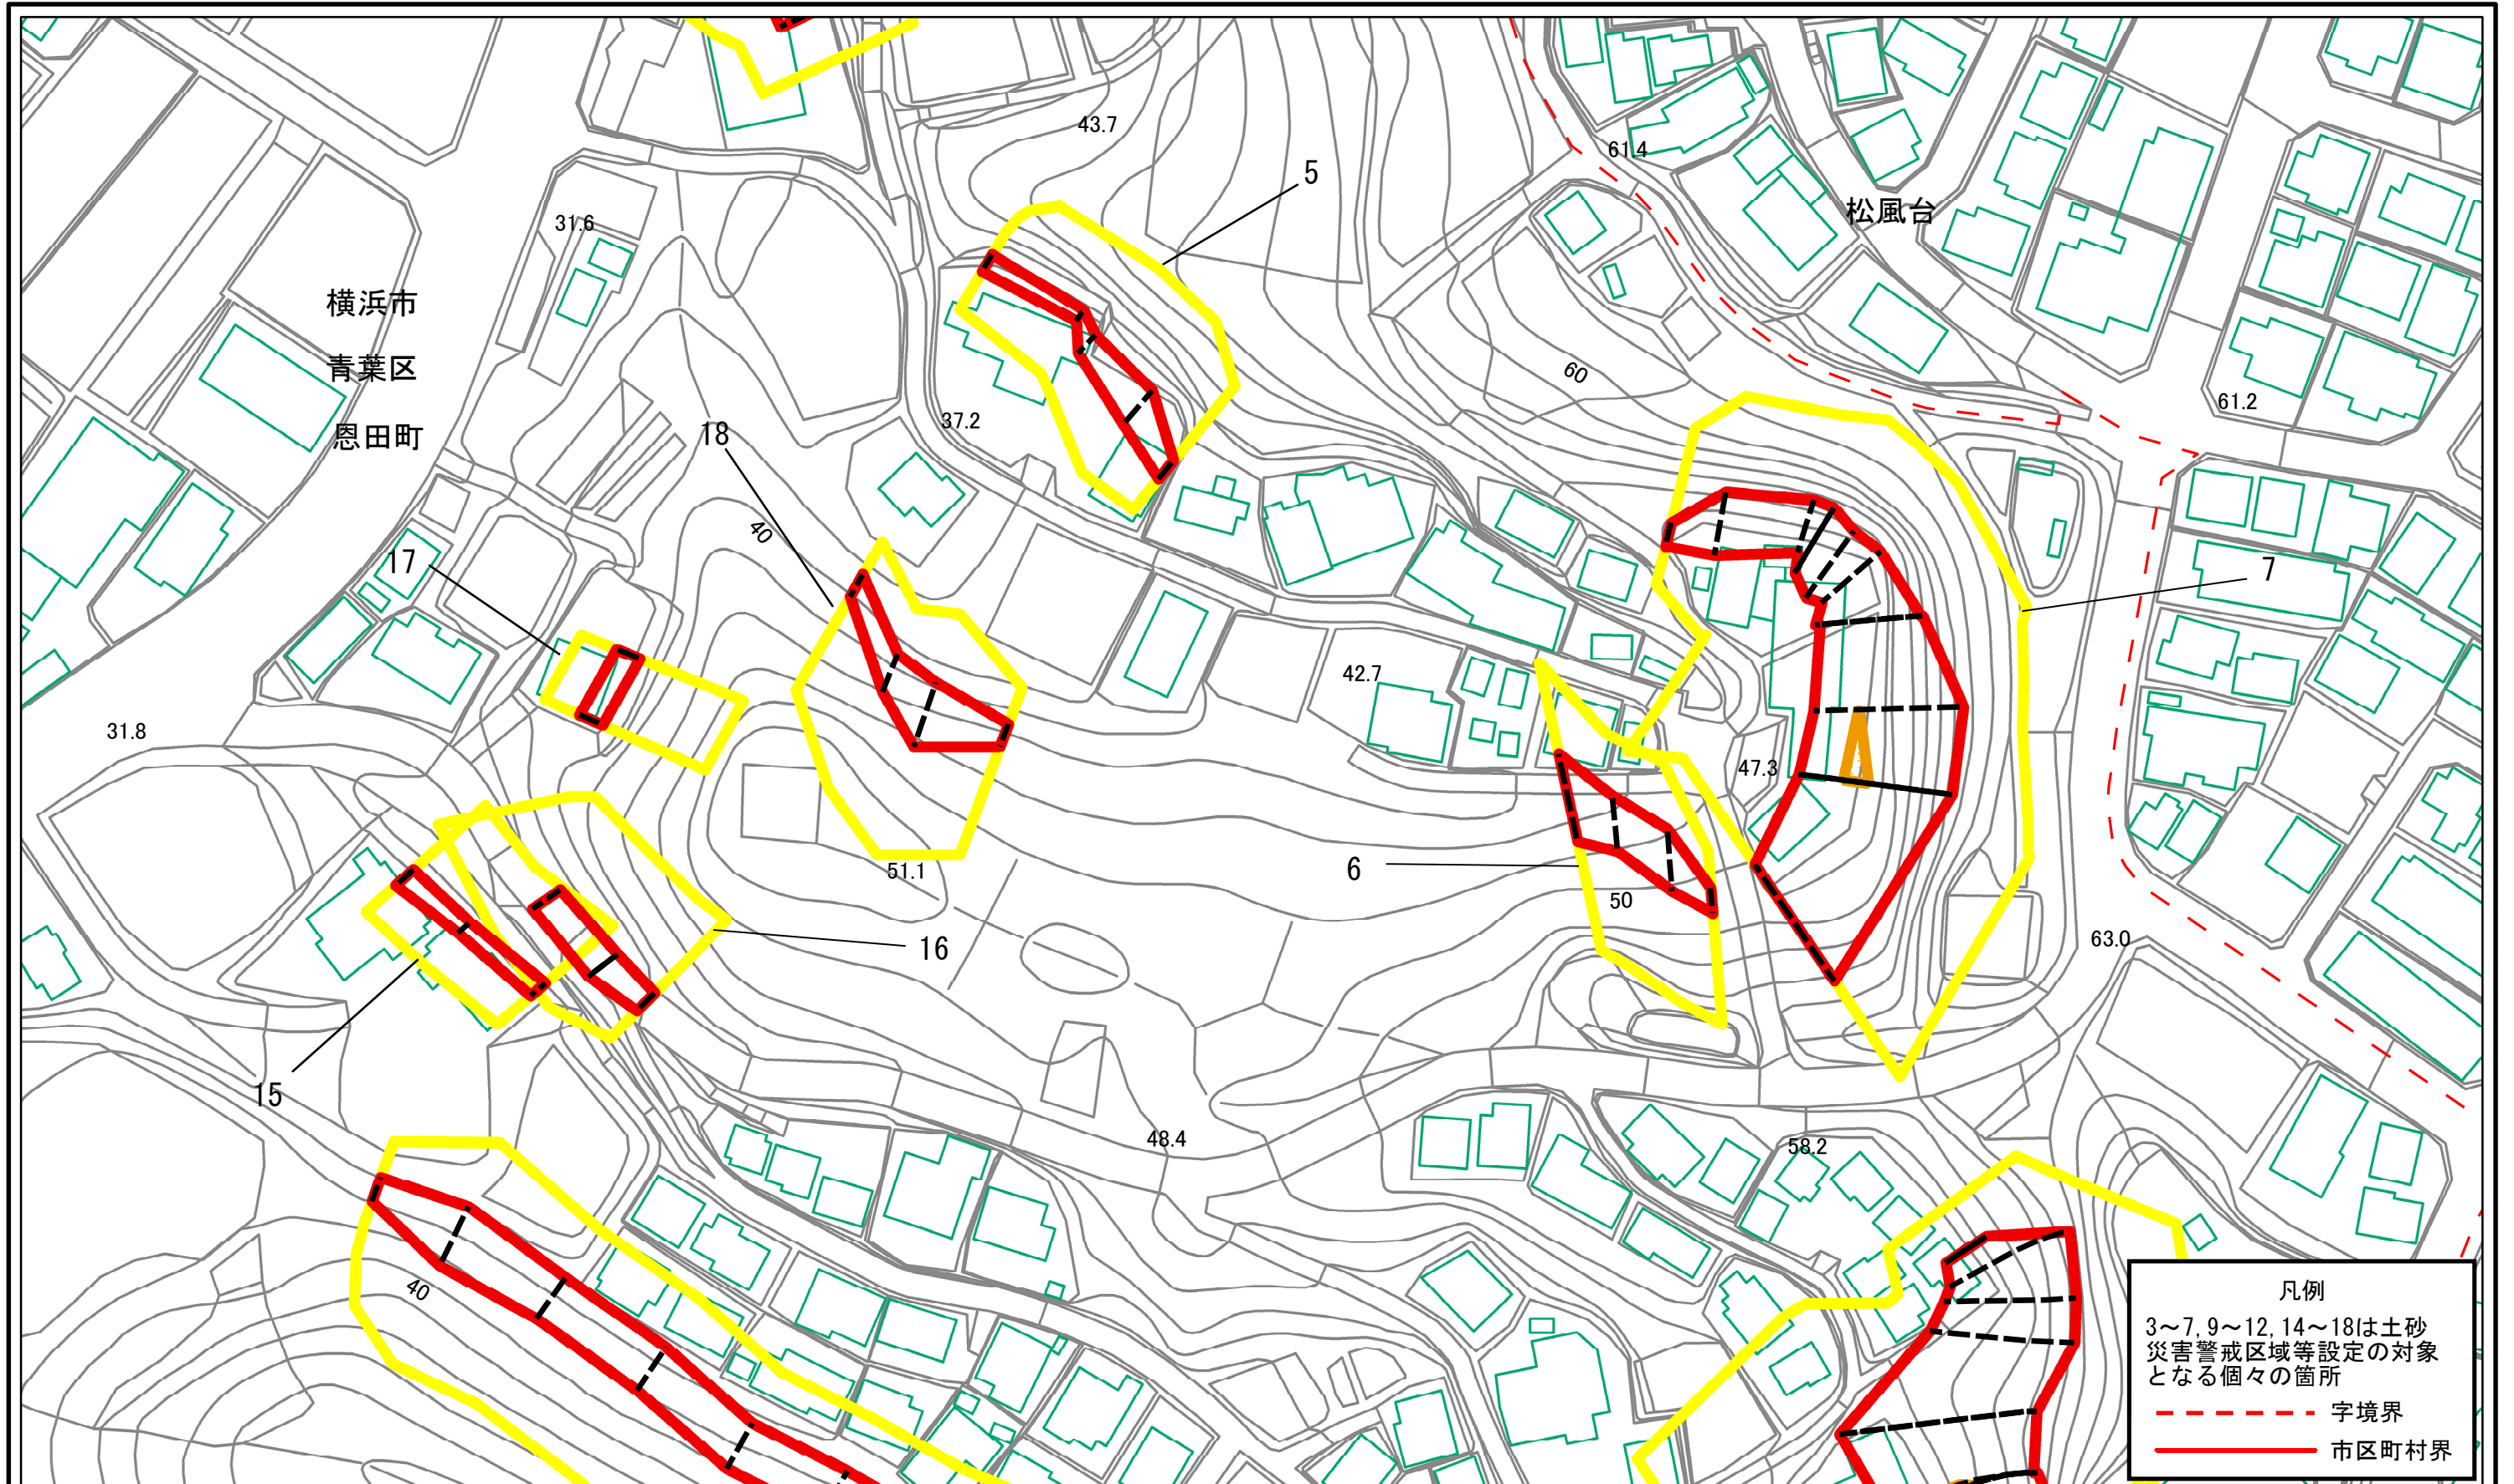 43.7
61.4
5
松風台
31.6
横浜市
青葉区
恩田町
60
61.2
37.2
18
40
17
7
42.7
31.8
47.3
6
51.1
50
16
63.0
15
48.4
58.2
40
凡例
3～7,9～12,14～18は土砂
災害警戒区域等設定の対象
となる個々の箇所
字境界
市区町村界